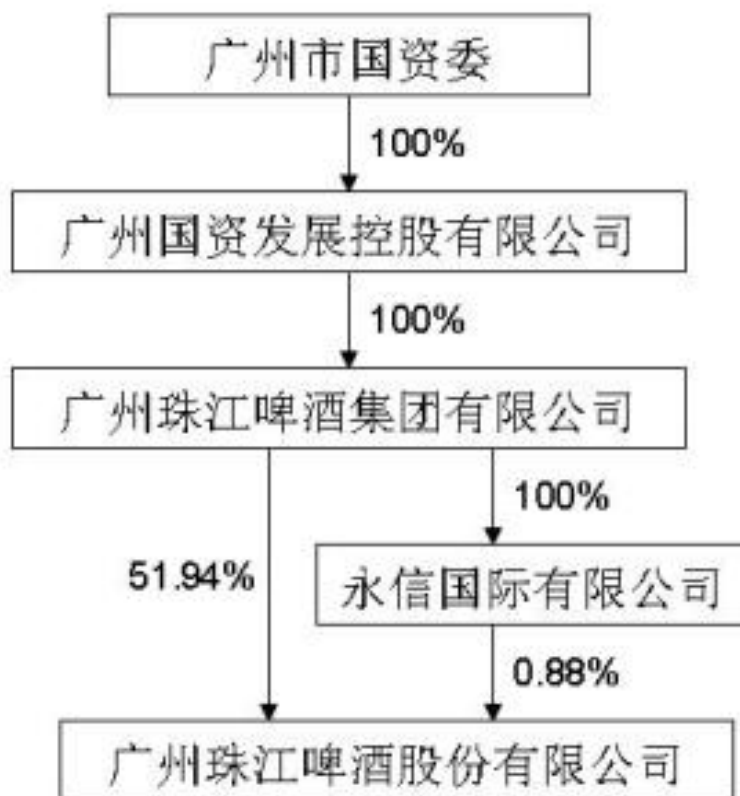 广州市国资委
100%
广州国资发展控股有限公司
100%
广州珠江啤酒集团有限公司
100%
51.94%
永信国际有限公司
0.88%
广州珠江啤酒股份有限公司